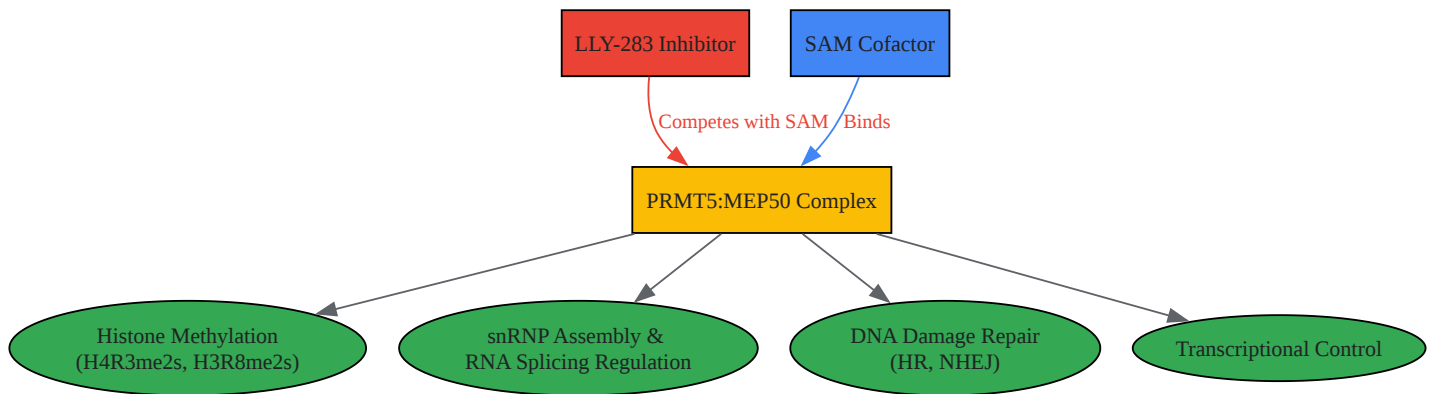 LLY-283 Inhibitor
SAM Cofactor
Competes with SAM
Binds
PRMT5:MEP50 Complex
Histone Methylation
(H4R3me2s, H3R8me2s)
snRNP Assembly &
RNA Splicing Regulation
DNA Damage Repair
(HR, NHEJ)
Transcriptional Control